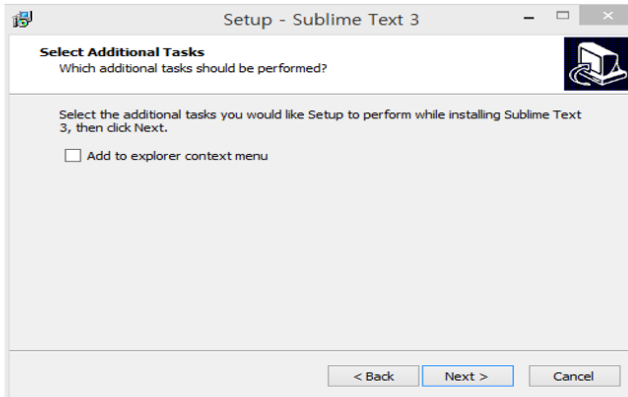 Setup - Sublime Text 3
Select Additional Tasks
Which additional tasks should be performed?
Select the additional tasks you would like Setup to perform while installing Sublime Text
3, then click Next.
Add to explorer context menu
< Back
Next >
Cancel